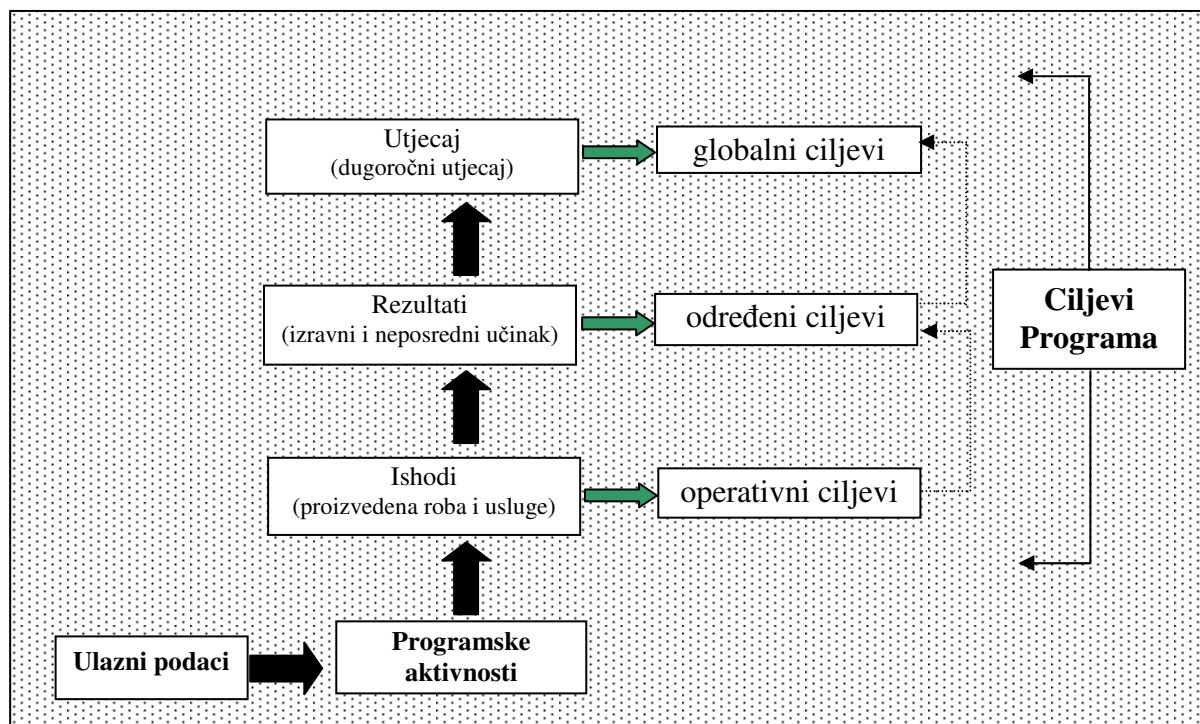 Utjecaj
(dugoročni utjecaj)
globalni ciljevi
Rezultati
(izravni i neposredni učinak)
određeni ciljevi
Ciljevi
Programa
Ishodi
(proizvedena roba i usluge)
operativni ciljevi
Ulazni podaci
Programske
aktivnosti